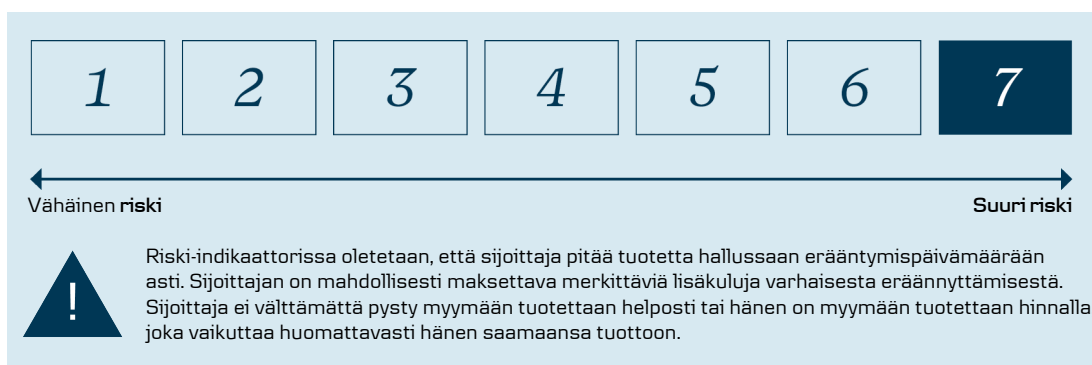 1 2 3 4 5 6 7
Vähäinen riski Suuri riski
! Riski-indikaattorissa oletetaan, että sijoittaja pitää tuotetta hallussaan erääntymispäivämäärään
asti. Sijoittajan on mahdollisesti maksettava merkittäviä lisäkuluja varhaisesta eräännyttämisestä.
Sijoittaja ei välttämättä pysty myymään tuotettaan helposti tai hänen on myymään tuotettaan hinnalla
joka vaikuttaa huomattavasti hänen saamaansa tuottoon.